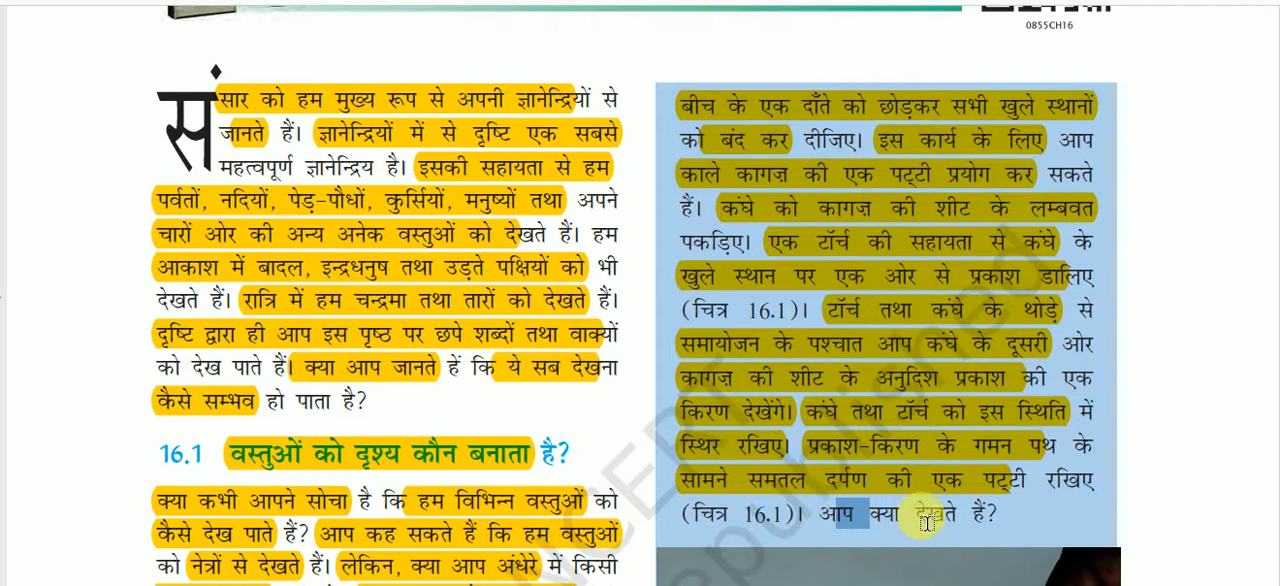 0855CH16
संसार को हम मुख्य रूप से अपनी ज्ञानेन्द्रियों से
जानते हैं। ज्ञानेन्द्रियों में से दृष्टि एक सबसे
महत्वपूर्ण ज्ञानेन्द्रिय है। इसकी सहायता से हम
पर्वतों, नदियों, पेड़-पौधों, कुर्सियों, मनुष्यों तथा अपने
चारों ओर की अन्य अनेक वस्तुओं को देखते हैं। हम
आकाश में बादल, इन्द्रधनुष तथा उड़ते पक्षियों को भी
देखते हैं। रात्रि में हम चन्द्रमा तथा तारों को देखते हैं।
दृष्टि द्वारा ही आप इस पृष्ठ पर छपे शब्दों तथा वाक्यों
को देख पाते हैं। क्या आप जानते हें कि ये सब देखना
कैसे सम्भव हो पाता है?
16.1 वस्तुओं को दृश्य कौन बनाता है?
क्या कभी आपने सोचा है कि हम विभिन्न वस्तुओं को
कैसे देख पाते हैं? आप कह सकते हैं कि हम वस्तुओं
को नेत्रों से देखते हैं। लेकिन, क्या आप अंधेरे में किसी
बीच के एक दाँते को छोड़कर सभी खुले स्थानों
को बंद कर दीजिए। इस कार्य के लिए आप
काले कागज़ की एक पट्टी प्रयोग कर सकते
हैं। कंघे को कागज़ की शीट के लम्बवत
पकड़िए। एक टॉर्च की सहायता से कंघे के
खुले स्थान पर एक ओर से प्रकाश डालिए
(चित्र 16.1)। टॉर्च तथा कंघे के थोड़े से
समायोजन के पश्चात आप कंघे के दूसरी ओर
कागज़ की शीट के अनुदिश प्रकाश की एक
किरण देखेंगे। कंघे तथा टॉर्च को इस स्थिति में
स्थिर रखिए। प्रकाश-किरण के गमन पथ के
सामने समतल दर्पण की एक पट्टी रखिए
(चित्र 16.1)। आप क्या देखते हैं?